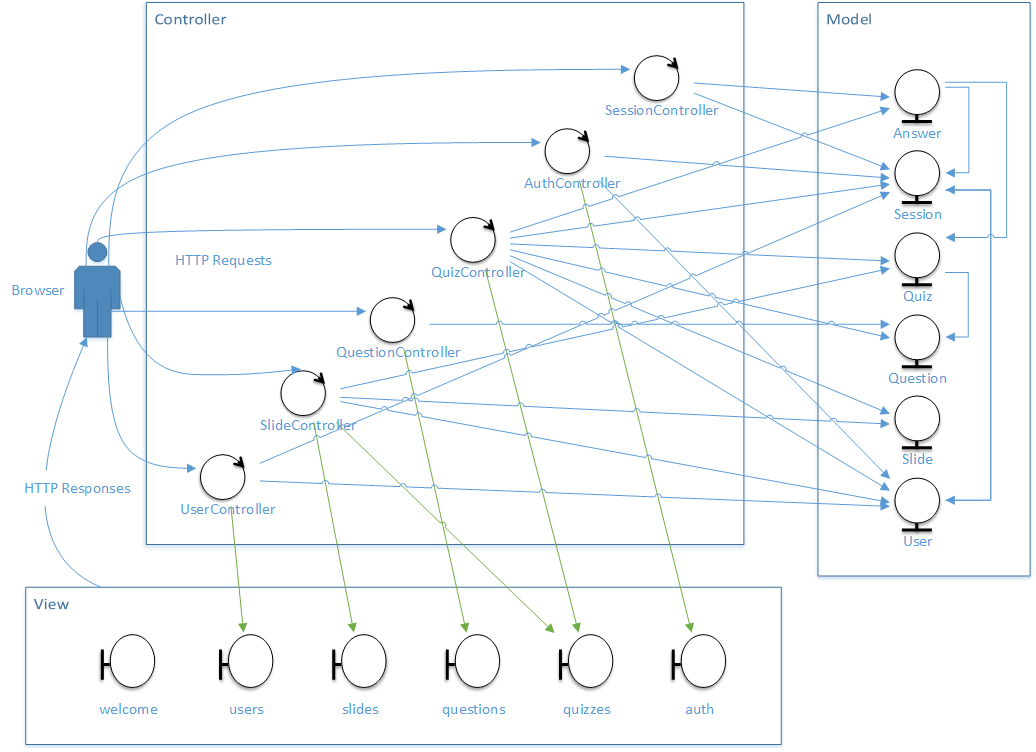 Controller
Model
SessionController
Answer
AuthController
Session
QuizController
HTTP Requests
Browser
Quiz
QuestionController
Question
SlideController
Slide
HTTP Responses
UserController
User
View
welcome
users
slides
questions
quizzes
auth